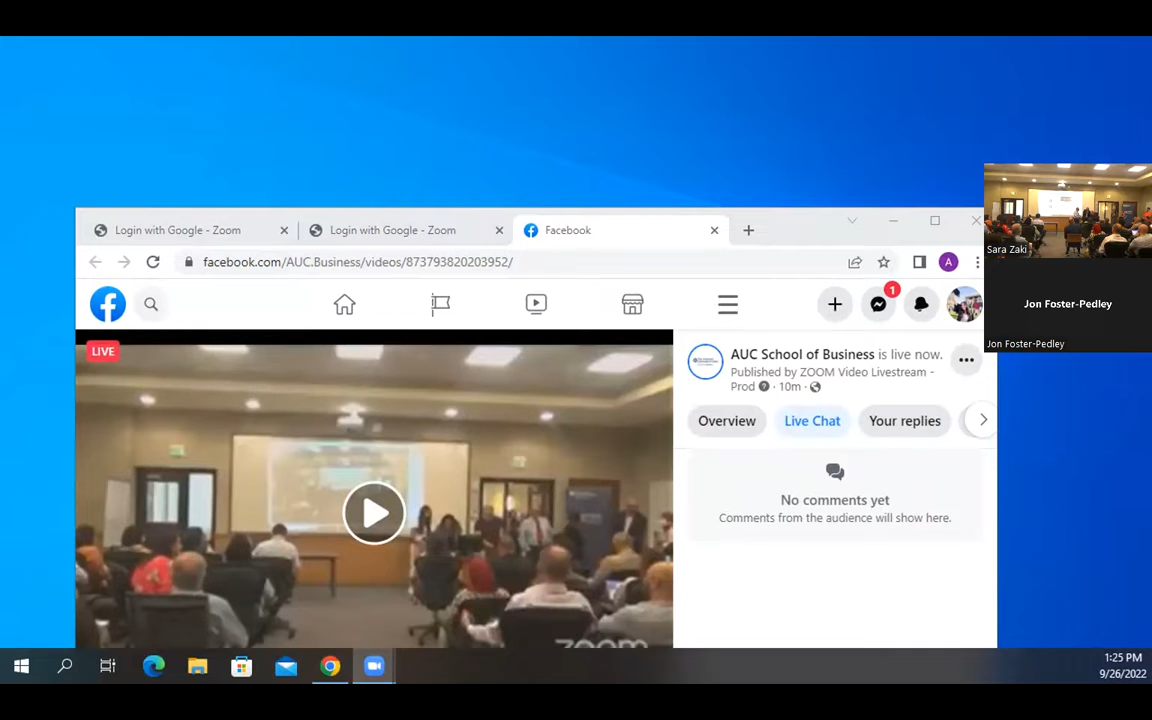 Login with Google - Zoom
Login with Google - Zoom
Facebook
facebook.com/AUC.Business/videos/873793820203952/
A
1
Sara Zaki
Jon Foster-Pedley
Jon Foster-Pedley
LIVE
AUC School of Business is live now.
Published by ZOOM Video Livestream -
Prod · 10m ·
Overview
Live Chat
Your replies
No comments yet
Comments from the audience will show here.
zoom
1:25 PM
9/26/2022